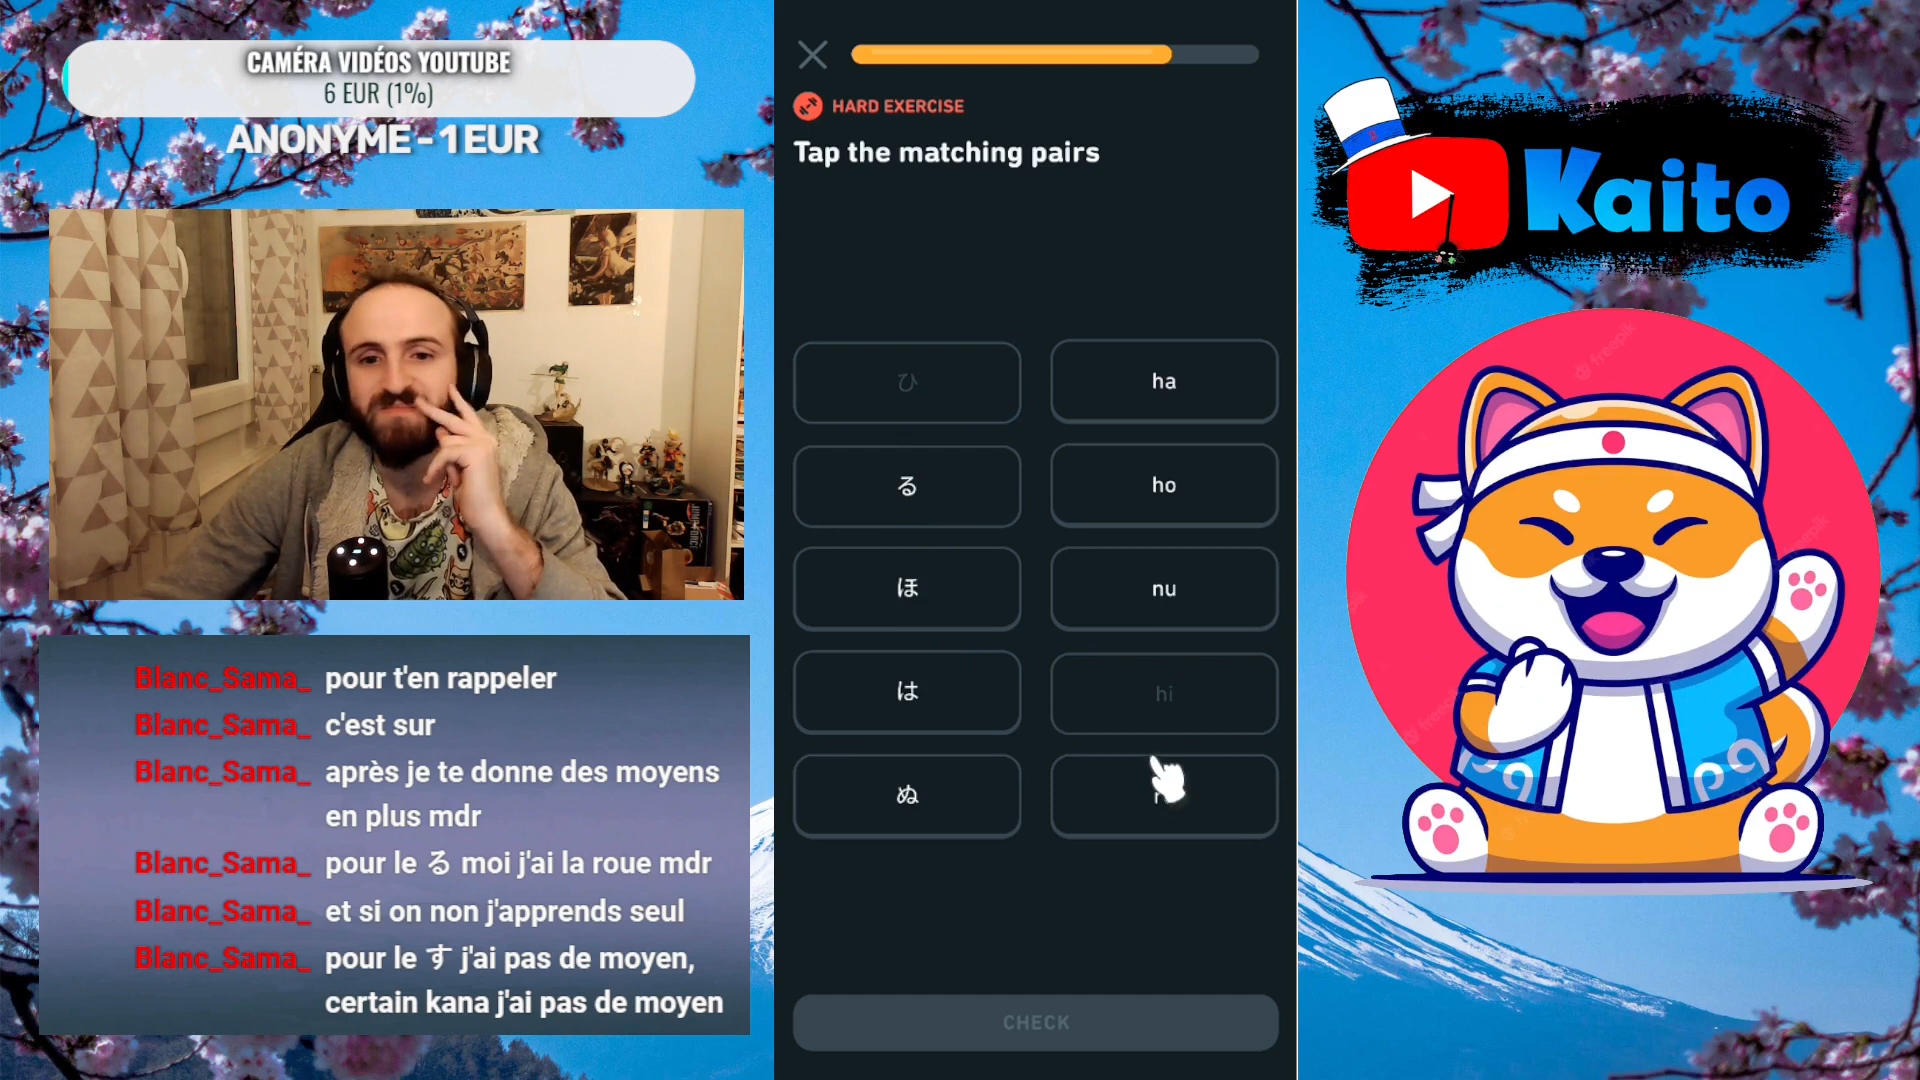 CAMÉRA VIDÉOS YOUTUBE
6 EUR (1%)
ANONYME - 1 EUR
Blanc_Sama_ pour t'en rappeler
Blanc_Sama_ c'est sur
Blanc_Sama_ après je te donne des moyens
en plus mdr
Blanc_Sama_ pour le る moi j'ai la roue mdr
Blanc_Sama_ et si on non j'apprends seul
Blanc_Sama_ pour le す j'ai pas de moyen,
certain kana j'ai pas de moyen
HARD EXERCISE
Tap the matching pairs
ひ
ha
る
ho
ほ
nu
は
hi
ぬ
CHECK
Kaito
freepik